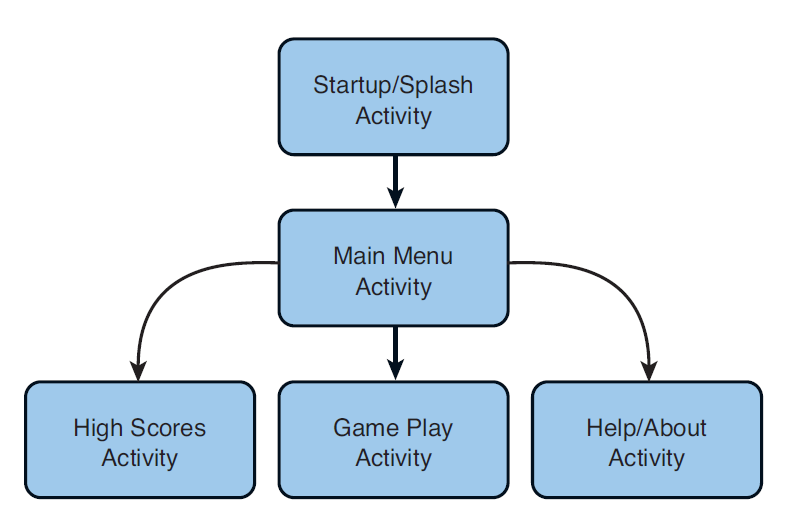 Startup/Splash
Activity
Main Menu
Activity
High Scores
Activity
Game Play
Activity
Help/About
Activity